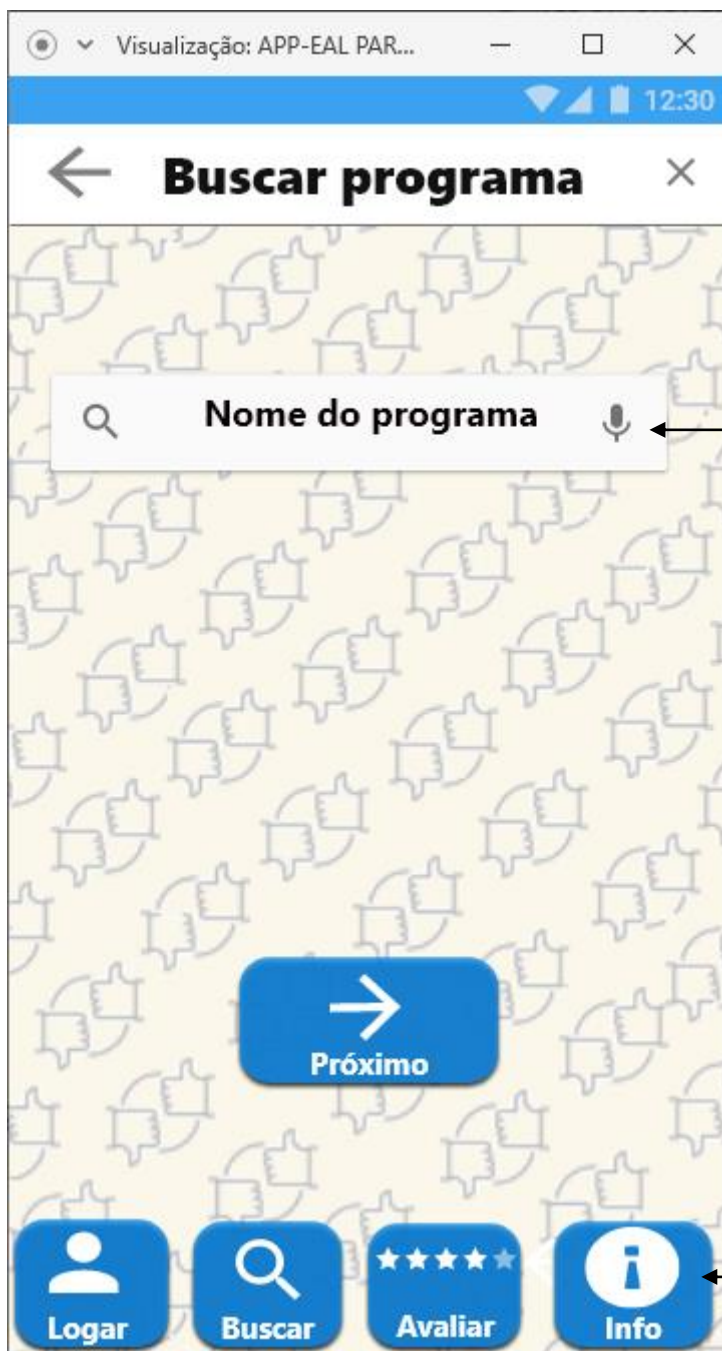 Visualização: APP-EAL PAR...
12:30
Buscar programa
Nome do programa
Próximo
Logar
Buscar
Avaliar
Info